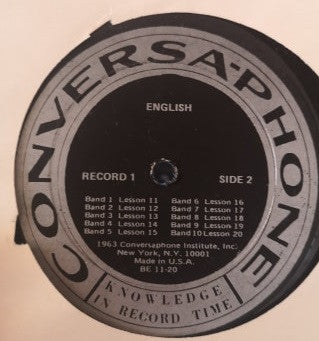 CONVERSA-PHONE
ENGLISH
RECORD 1 SIDE 2
Band 1 Lesson 11 Band 6 Lesson 16
Band 2 Lesson 12 Band 7 Lesson 17
Band 3 Lesson 13 Band 8 Lesson 18
Band 4 Lesson 14 Band 9 Lesson 19
Band 5 Lesson 15 Band 10 Lesson 20
1963 Conversaphone Institute, Inc.
New York, N.Y. 10001
Made in U.S.A.
BE 11-20
KNOWLEDGE
IN RECORD TIME